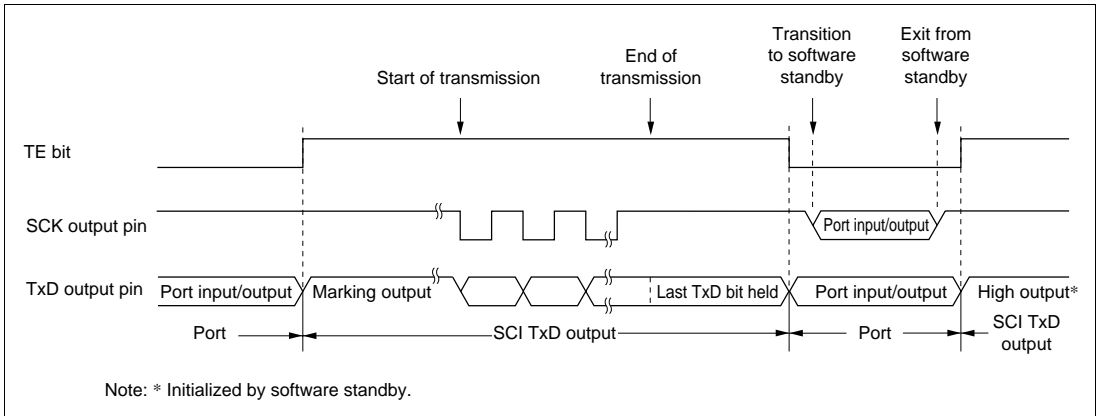 Start of transmission
End of
transmission
Transition
to software
standby
Exit from
software
standby
TE bit
SCK output pin
Port input/output
TxD output pin
Port input/output
Marking output
Last TxD bit held
Port input/output
High output*
Port
SCI TxD output
Port
SCI TxD
output
Note: * Initialized by software standby.